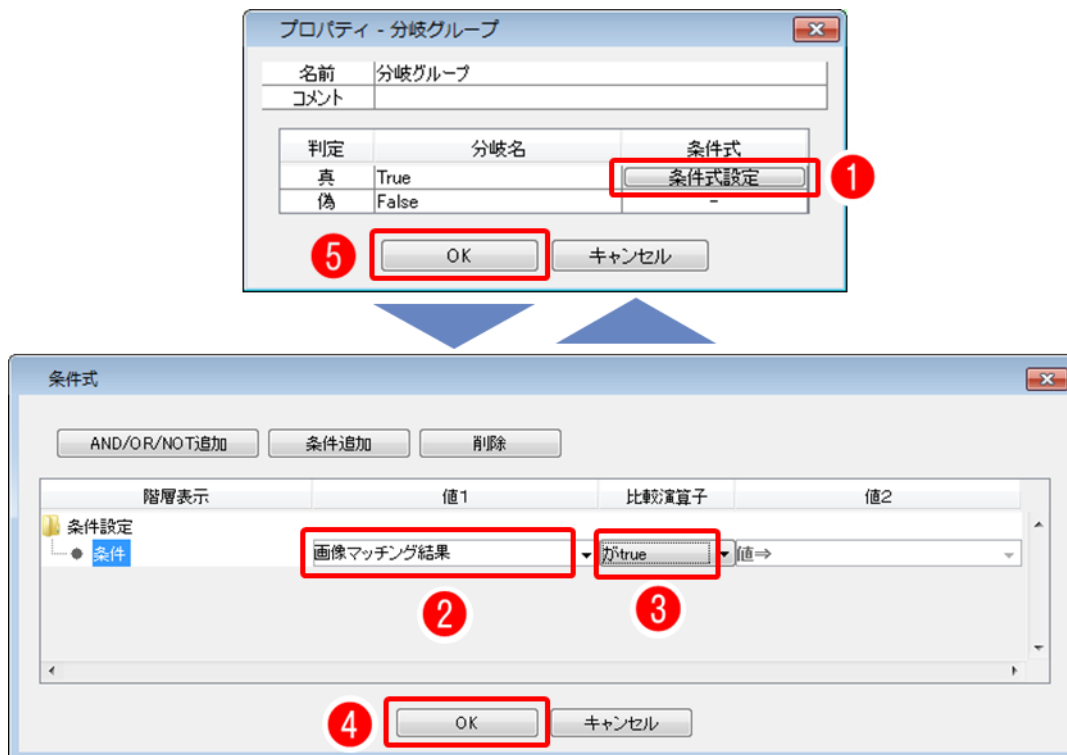 プロパティ - 分岐グループ
名前 分岐グループ
コメント
判定 分岐名 条件式
真 True 条件式設定
1
偽 False -
5
OK キャンセル
条件式
AND/OR/NOT追加 条件追加 削除
階層表示 値1 比較演算子 値2
条件設定
条件 画像マッチング結果 がtrue 値⇒
2 3
4
OK キャンセル